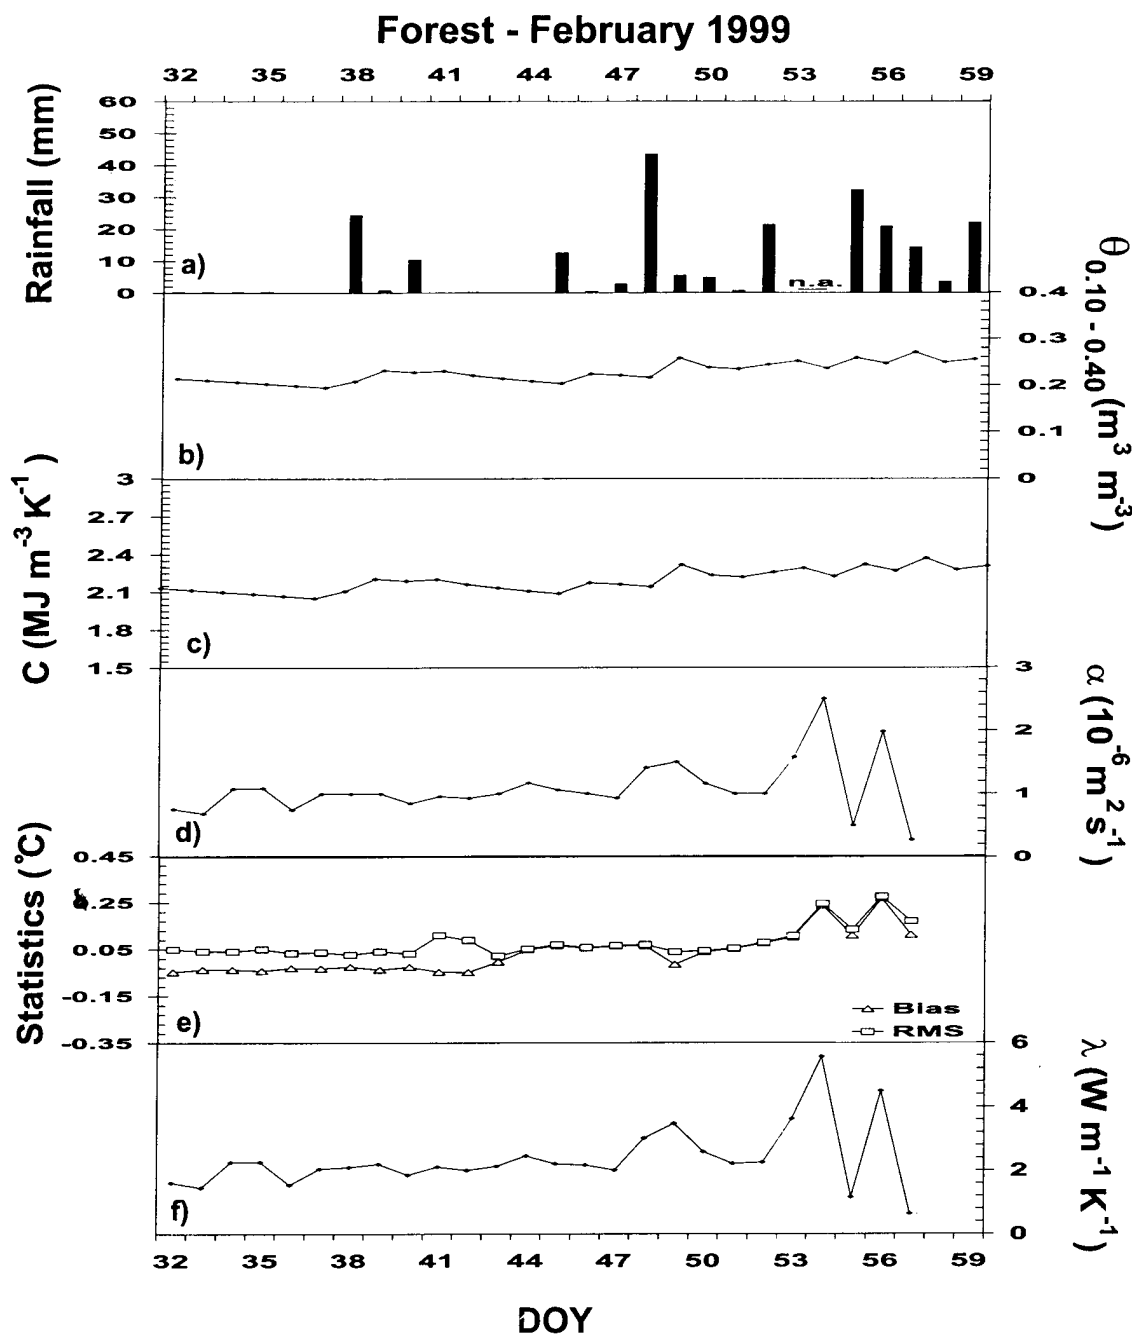 Forest - February 1999
32 35 38 41 44 47 50 53 56 59
Rainfall (mm)
60
50
40
30
20
10
0
a)
n.a.
θ0.10 - 0.40 (m3 m-3)
0.4
0.3
0.2
0.1
0
b)
C (MJ m-3 K-1)
3
2.7
2.4
2.1
1.8
1.5
c)
α (10-6 m2 s-1)
3
2
1
0
d)
Statistics (°C)
0.45
0.25
0.05
-0.15
-0.35
e)
Bias
RMS
λ (W m-1 K-1)
6
4
2
0
f)
32 35 38 41 44 47 50 53 56 59
DOY